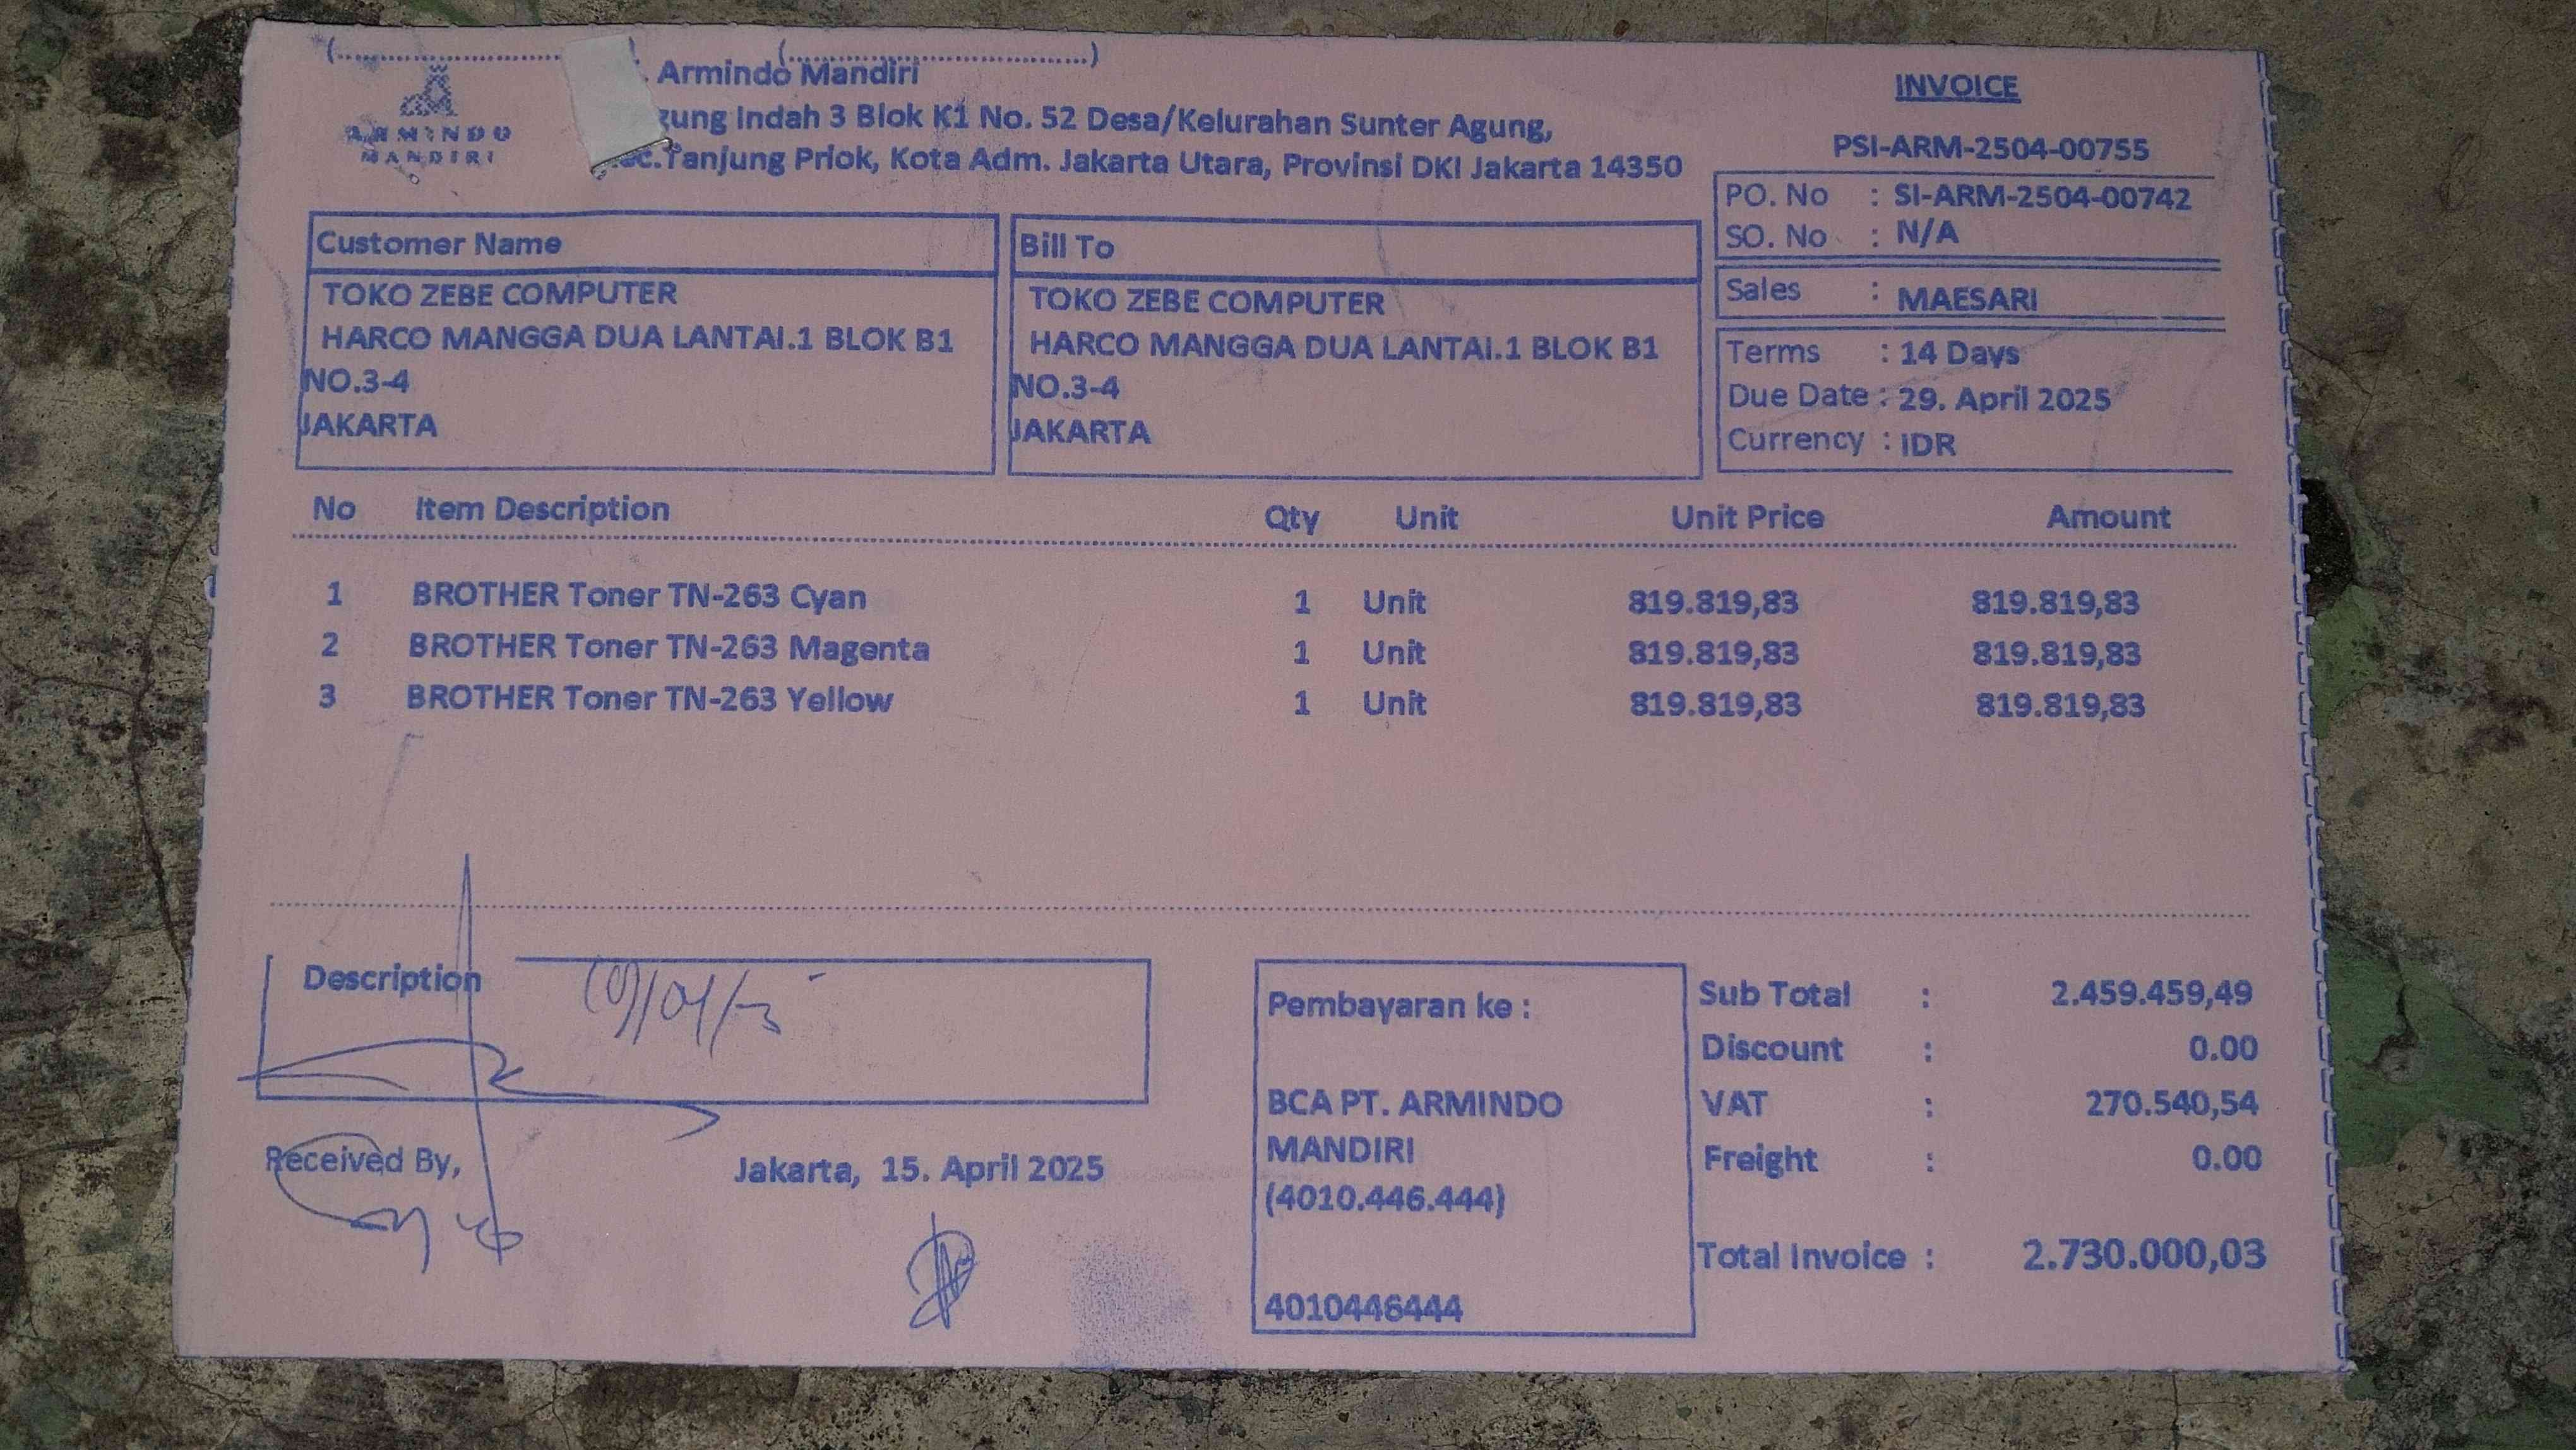 Armindo Mandiri
Indah 3 Blok K1 No. 52 Desa/Kelurahan Sunter Agung,
Tanjung Priok, Kota Adm. Jakarta Utara, Provinsi DKI Jakarta 14350
ARMINDO
MANDIRI
INVOICE
PSI-ARM-2504-00755
PO. No : SI-ARM-2504-00742
SO. No : N/A
Sales : MAESARI
Terms : 14 Days
Due Date : 29. April 2025
Currency : IDR
Customer Name
TOKO ZEBE COMPUTER
HARCO MANGGA DUA LANTAI.1 BLOK B1
NO.3-4
JAKARTA
Bill To
TOKO ZEBE COMPUTER
HARCO MANGGA DUA LANTAI.1 BLOK B1
NO.3-4
JAKARTA
No Item Description Qty Unit Unit Price Amount
1 BROTHER Toner TN-263 Cyan 1 Unit 819.819,83 819.819,83
2 BROTHER Toner TN-263 Magenta 1 Unit 819.819,83 819.819,83
3 BROTHER Toner TN-263 Yellow 1 Unit 819.819,83 819.819,83
Description
Received By,
Jakarta, 15. April 2025
Pembayaran ke :
BCA PT. ARMINDO
MANDIRI
(4010.446.444)
4010446444
Sub Total : 2.459.459,49
Discount : 0.00
VAT : 270.540,54
Freight : 0.00
Total Invoice : 2.730.000,03